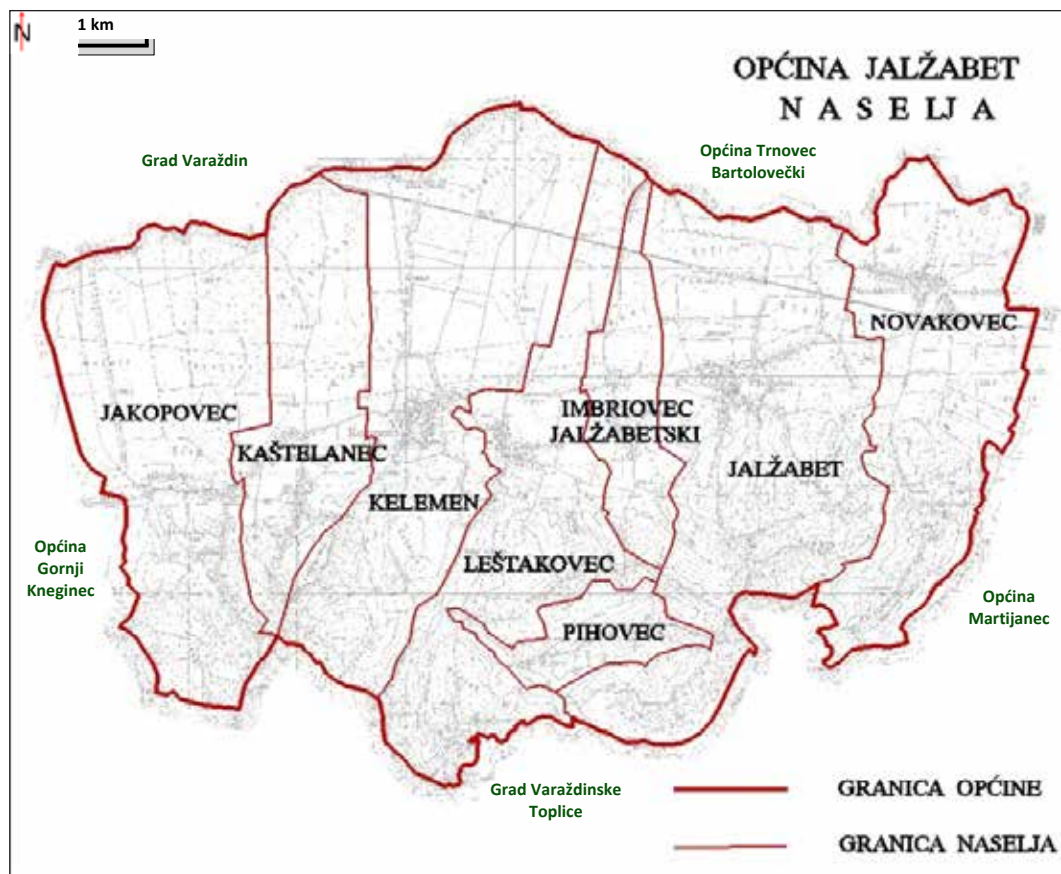 N
1 km
OPĆINA JALŽABET
N A S E L J A
Grad Varaždin
Općina Trnovec
Bartolovečki
NOVAKOVEC
JAKOPOVEC
IMBRIOVEC
JALŽABETSKI
KAŠTELANEC
JALŽABET
KELEMEN
LEŠTAKOVEC
Općina
Gornji
Kneginec
Općina
Martijanec
PIHOVEC
Grad Varaždinske
Toplice
GRANICA OPĆINE
GRANICA NASELJA